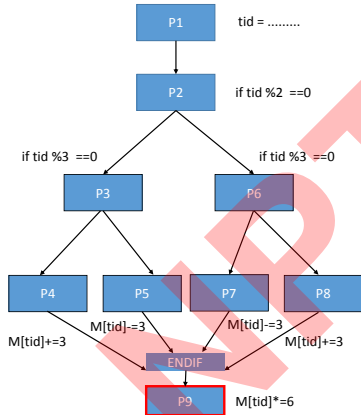 P1 tid = .........
P2 if tid %2 ==0
if tid %3 ==0 if tid %3 ==0
P3 P6
P4 P5 P7 P8
M[tid]-=3 M[tid]-=3
M[tid]+=3 M[tid]+=3
ENDIF
P9 M[tid]*=6